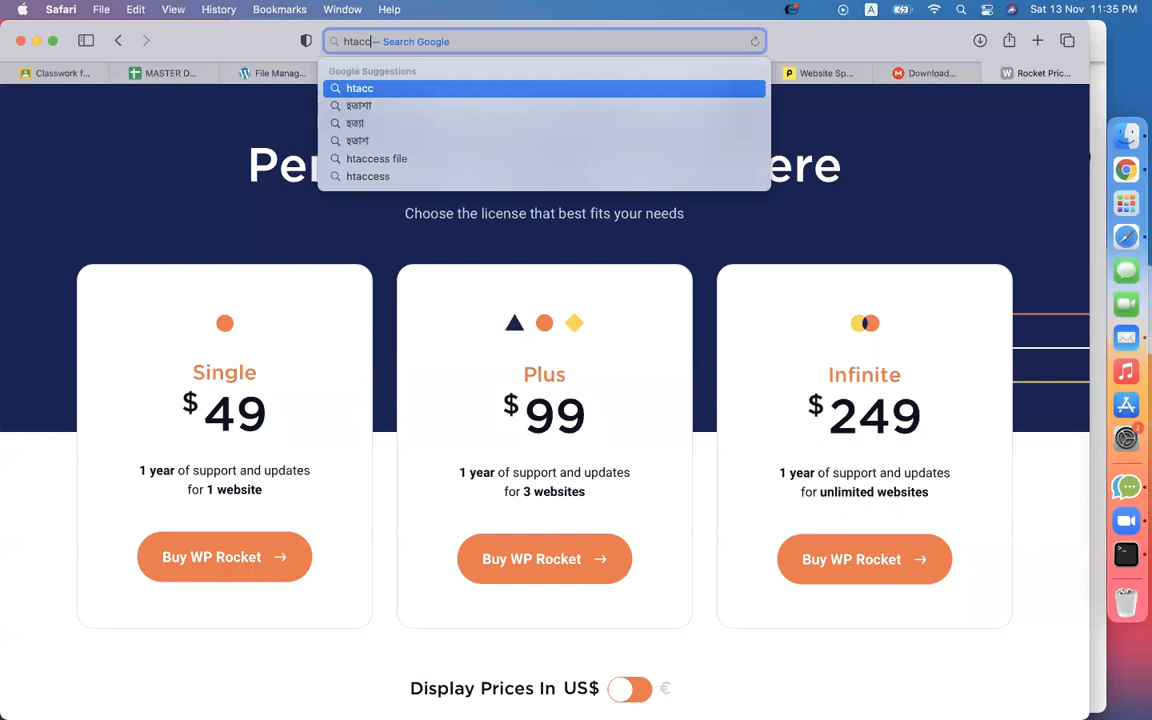 Safari File Edit View History Bookmarks Window Help A Sat 13 Nov 11:35 PM
htacc — Search Google
Classwork f... MASTER D... File Manag... Website Sp... Download... Rocket Pric...
Google Suggestions
htacc
হতাশা
হত্যা
হতাশ
htaccess file
htaccess
Choose the license that best fits your needs
Single
$49
1 year of support and updates
for 1 website
Buy WP Rocket →
Plus
$99
1 year of support and updates
for 3 websites
Buy WP Rocket →
Infinite
$249
1 year of support and updates
for unlimited websites
Buy WP Rocket →
Display Prices In US$ €